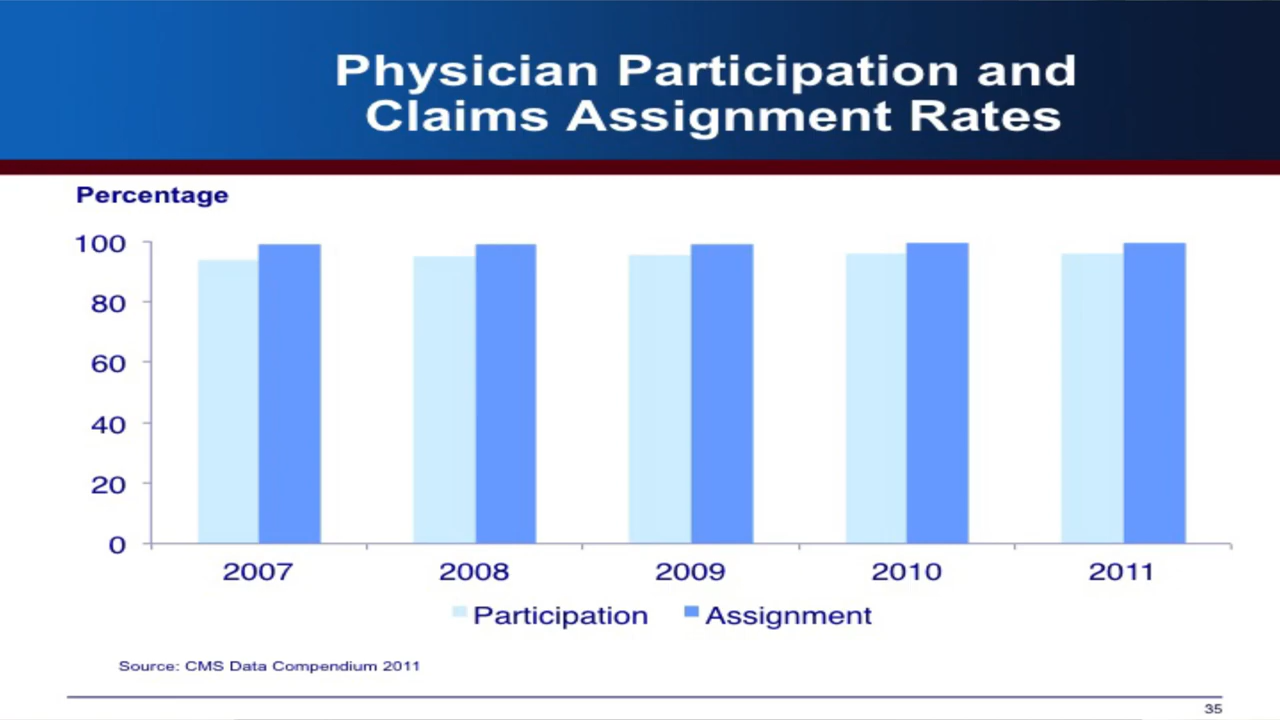 Physician Participation and
Claims Assignment Rates
Percentage
100
80
60
40
20
0
2007 2008 2009 2010 2011
Participation Assignment
Source: CMS Data Compendium 2011
35